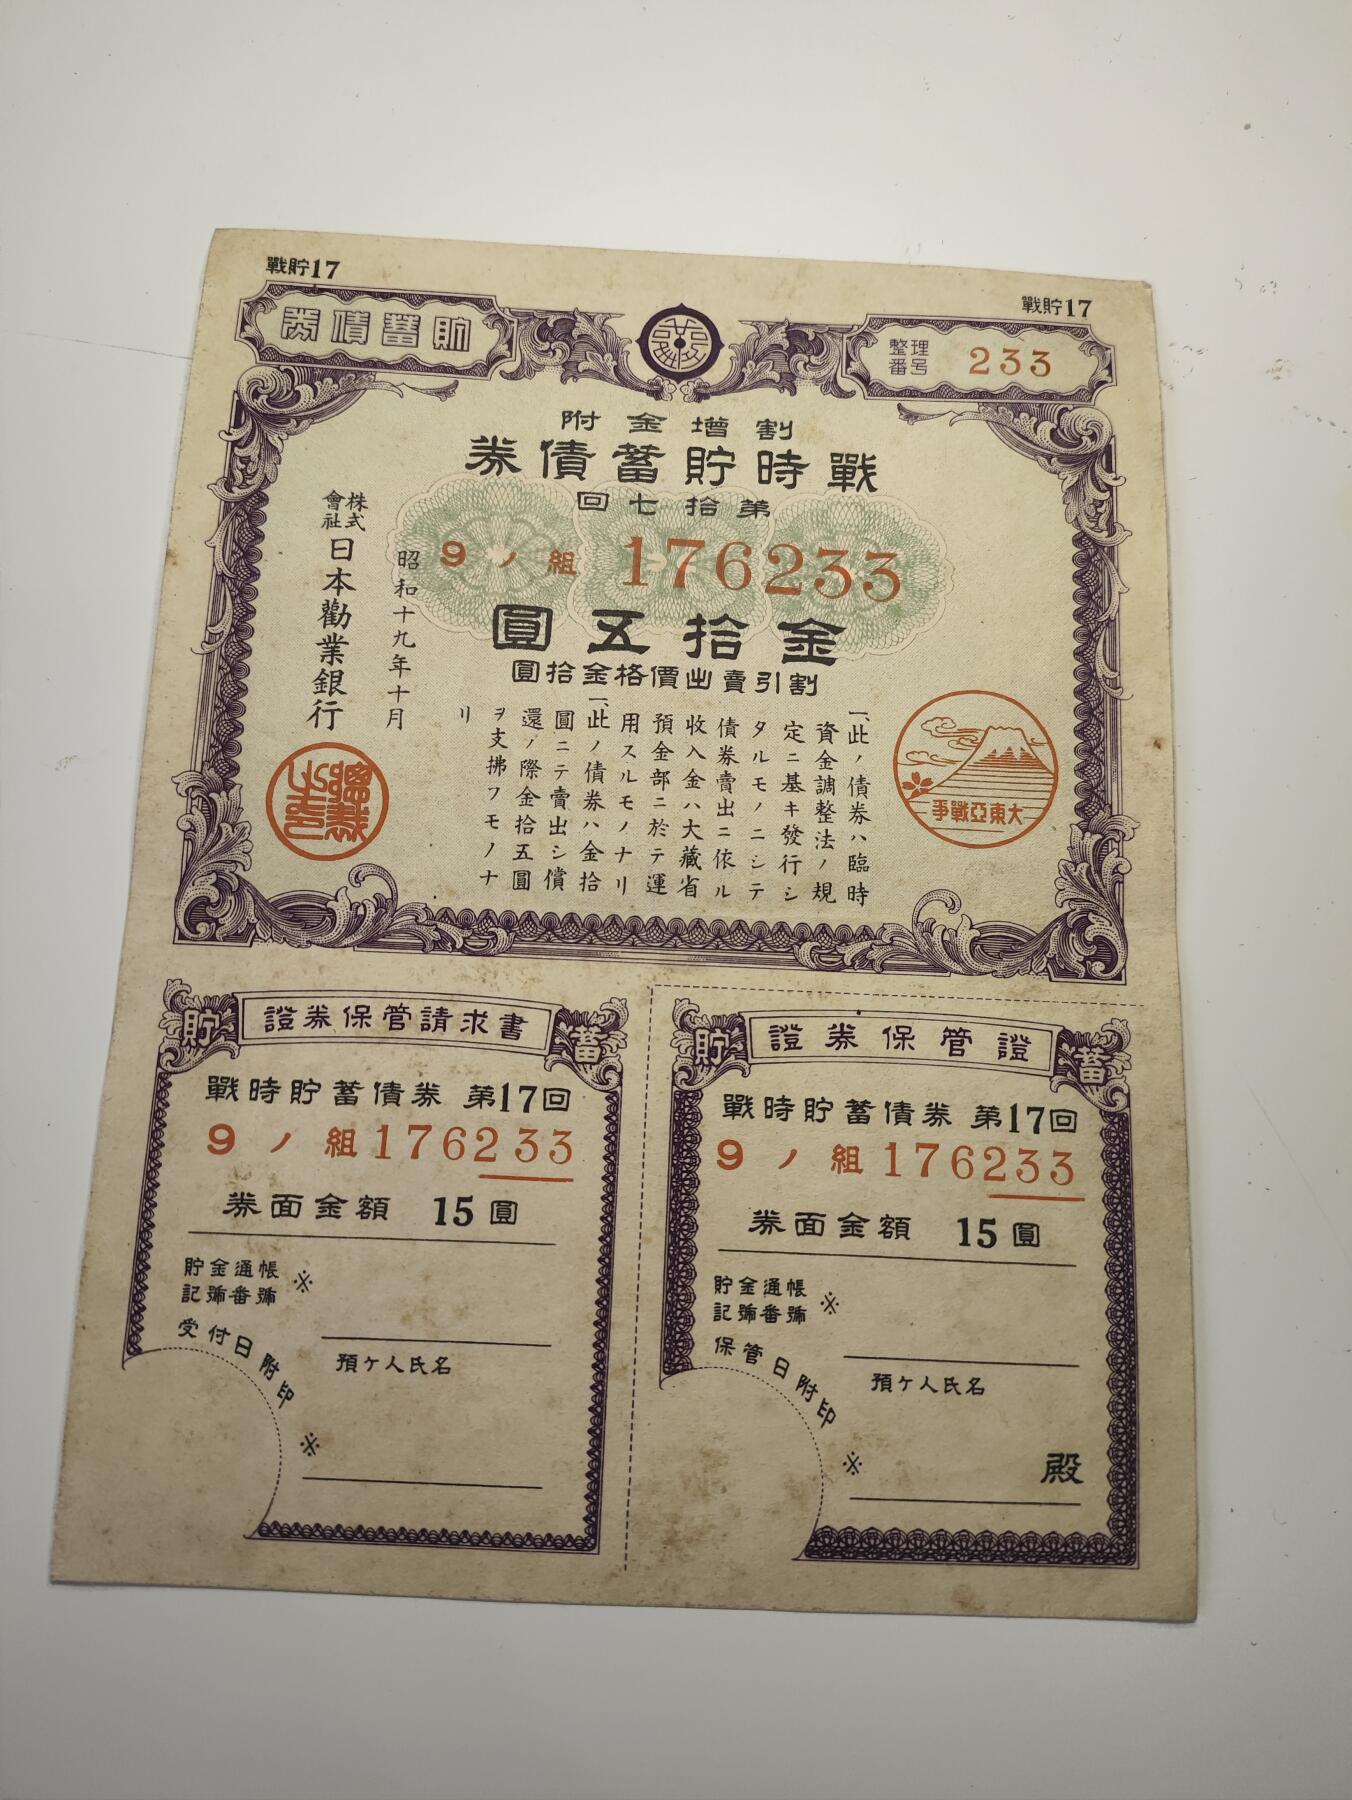 戰貯17
戰貯17
貯蓄債券
整理番号 233
割增金附
戰時貯蓄債券
第拾七回
9ノ組 176233
金拾五圓
割引賣出價格金拾圓
一、此ノ債券ハ臨時
資金調整法ノ規
定ニ基キ發行シ
タルモノニシテ
債券賣出ニ依ル
收入金ハ大藏省
預金部ニ於テ運
用スルモノナリ
一、此ノ債券ハ金拾
圓ニテ賣出シ償
還ノ際金拾五圓
ヲ支拂フモノナ
リ
昭和十九年十月
株式會社日本勸業銀行
大東亞戰爭
貯蓄
證券保管請求書
戰時貯蓄債券 第17回
9ノ組176233
券面金額 15圓
貯金通帳
記號番號 ※
受付日附印
預ケ人氏名
※
貯蓄
證券保管證
戰時貯蓄債券 第17回
9ノ組176233
券面金額 15圓
貯金通帳
記號番號 ※
保管日附印
預ケ人氏名
※
殿